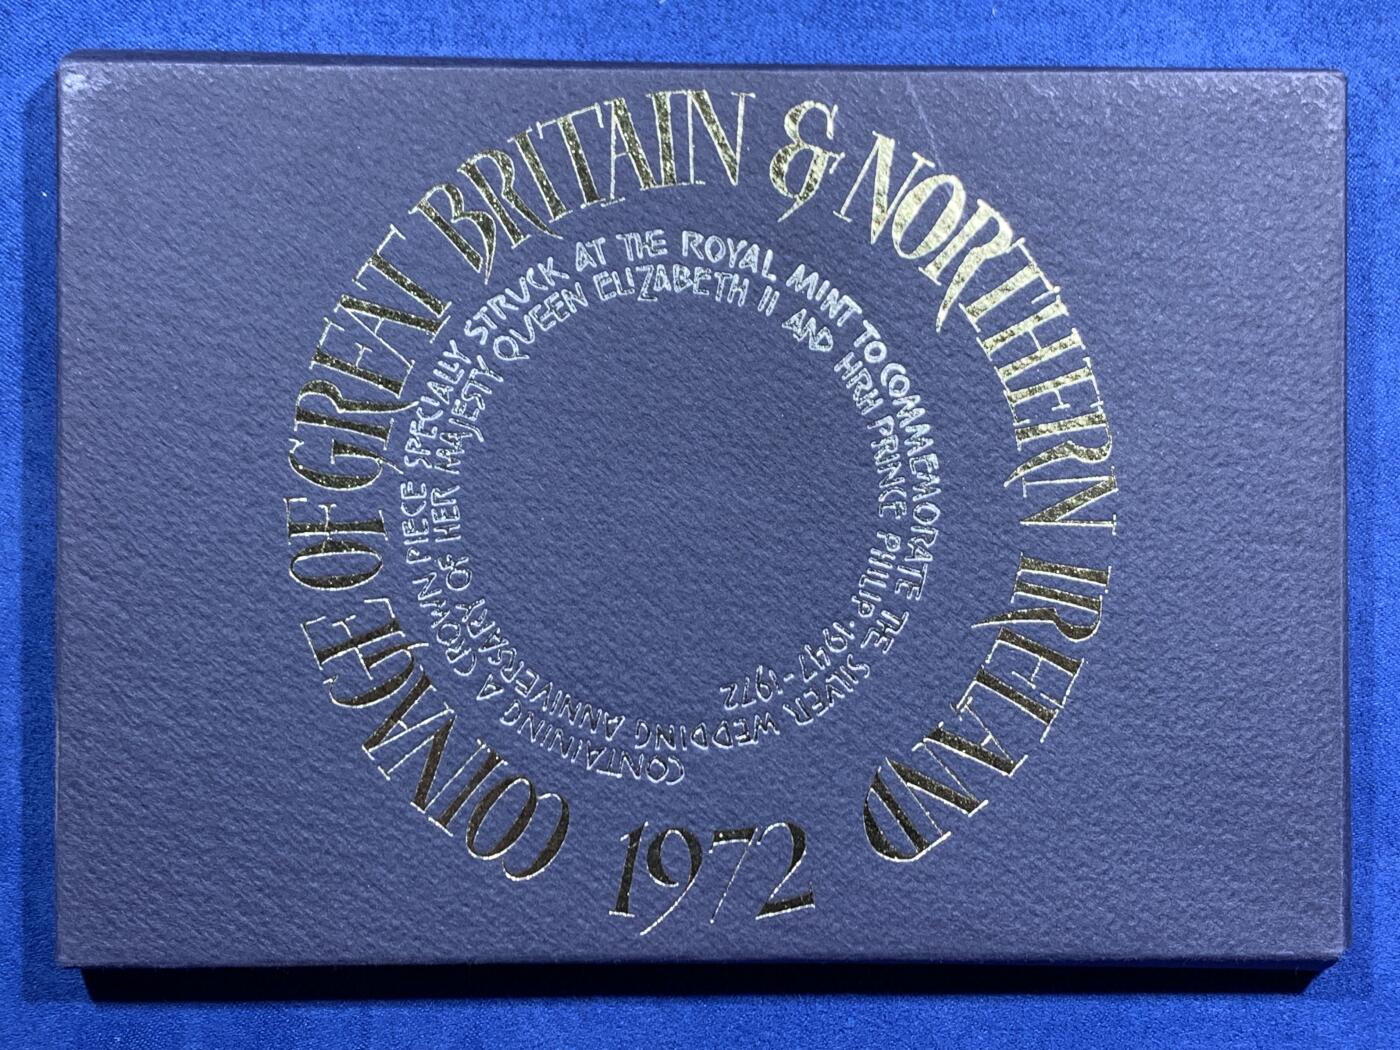 COINAGE OF GREAT BRITAIN & NORTHERN IRELAND
1972
CONTAINING A CROWN PIECE SPECIALLY STRUCK AT THE ROYAL MINT TO COMMEMORATE THE SILVER WEDDING ANNIVERSARY OF HER MAJESTY QUEEN ELIZABETH II AND HRH PRINCE PHILIP · 1947-1972